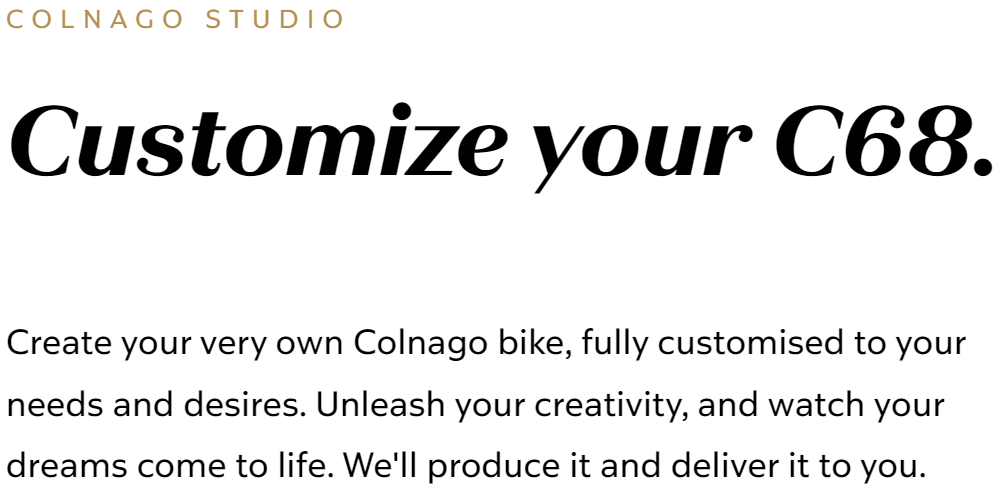 COLNAGO STUDIO
Customize your C68.
Create your very own Colnago bike, fully customised to your
needs and desires. Unleash your creativity, and watch your
dreams come to life. We'll produce it and deliver it to you.